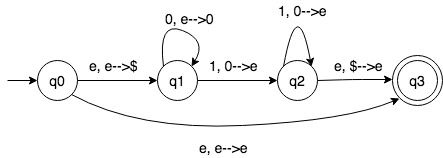 0, e-->0
1, 0-->e
e, e-->$
1, 0-->e
e, $-->e
q0
q1
q2
q3
e, e-->e